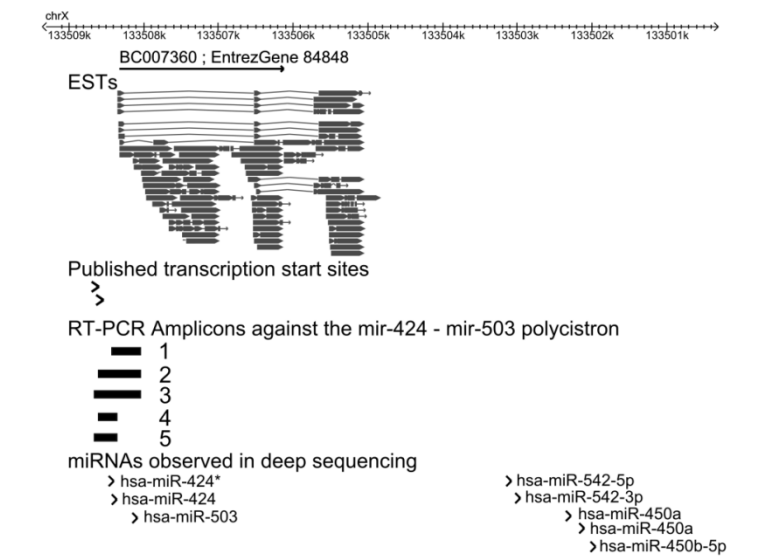 chrX
133509k 133508k 133507k 133506k 133505k 133504k 133503k 133502k 133501k
BC007360 ; EntrezGene 84848
ESTs
Published transcription start sites
RT-PCR Amplicons against the mir-424 - mir-503 polycistron
1
2
3
4
5
miRNAs observed in deep sequencing
hsa-miR-424* hsa-miR-542-5p
hsa-miR-424 hsa-miR-542-3p
hsa-miR-503 hsa-miR-450a
hsa-miR-450a
hsa-miR-450b-5p